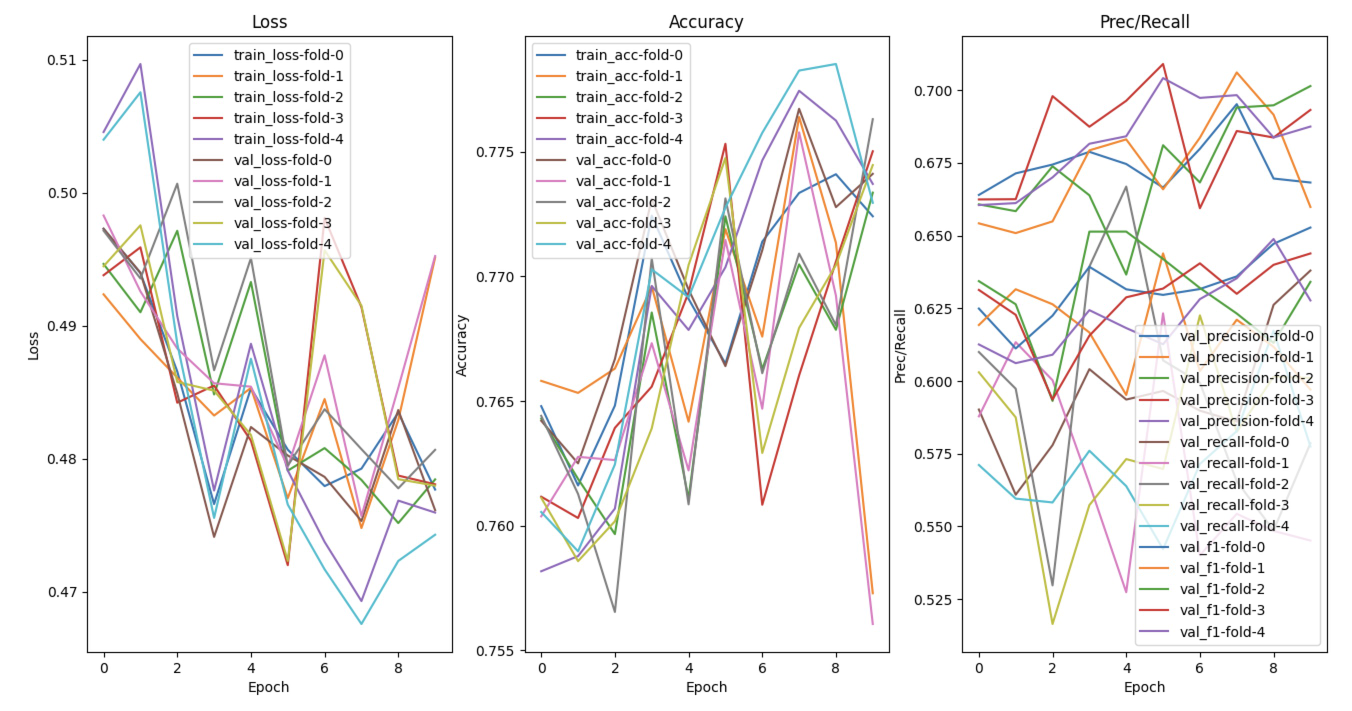 Loss
0.51
0.50
0.49
0.48
0.47
Loss
train_loss-fold-0
train_loss-fold-1
train_loss-fold-2
train_loss-fold-3
train_loss-fold-4
val_loss-fold-0
val_loss-fold-1
val_loss-fold-2
val_loss-fold-3
val_loss-fold-4
0 2 4 6 8
Epoch
Accuracy
0.775
0.770
0.765
0.760
0.755
Accuracy
train_acc-fold-0
train_acc-fold-1
train_acc-fold-2
train_acc-fold-3
train_acc-fold-4
val_acc-fold-0
val_acc-fold-1
val_acc-fold-2
val_acc-fold-3
val_acc-fold-4
0 2 4 6 8
Epoch
Prec/Recall
0.700
0.675
0.650
0.625
0.600
0.575
0.550
0.525
Prec/Recall
val_precision-fold-0
val_precision-fold-1
val_precision-fold-2
val_precision-fold-3
val_precision-fold-4
val_recall-fold-0
val_recall-fold-1
val_recall-fold-2
val_recall-fold-3
val_recall-fold-4
val_f1-fold-0
val_f1-fold-1
val_f1-fold-2
val_f1-fold-3
val_f1-fold-4
0 2 4 6 8
Epoch